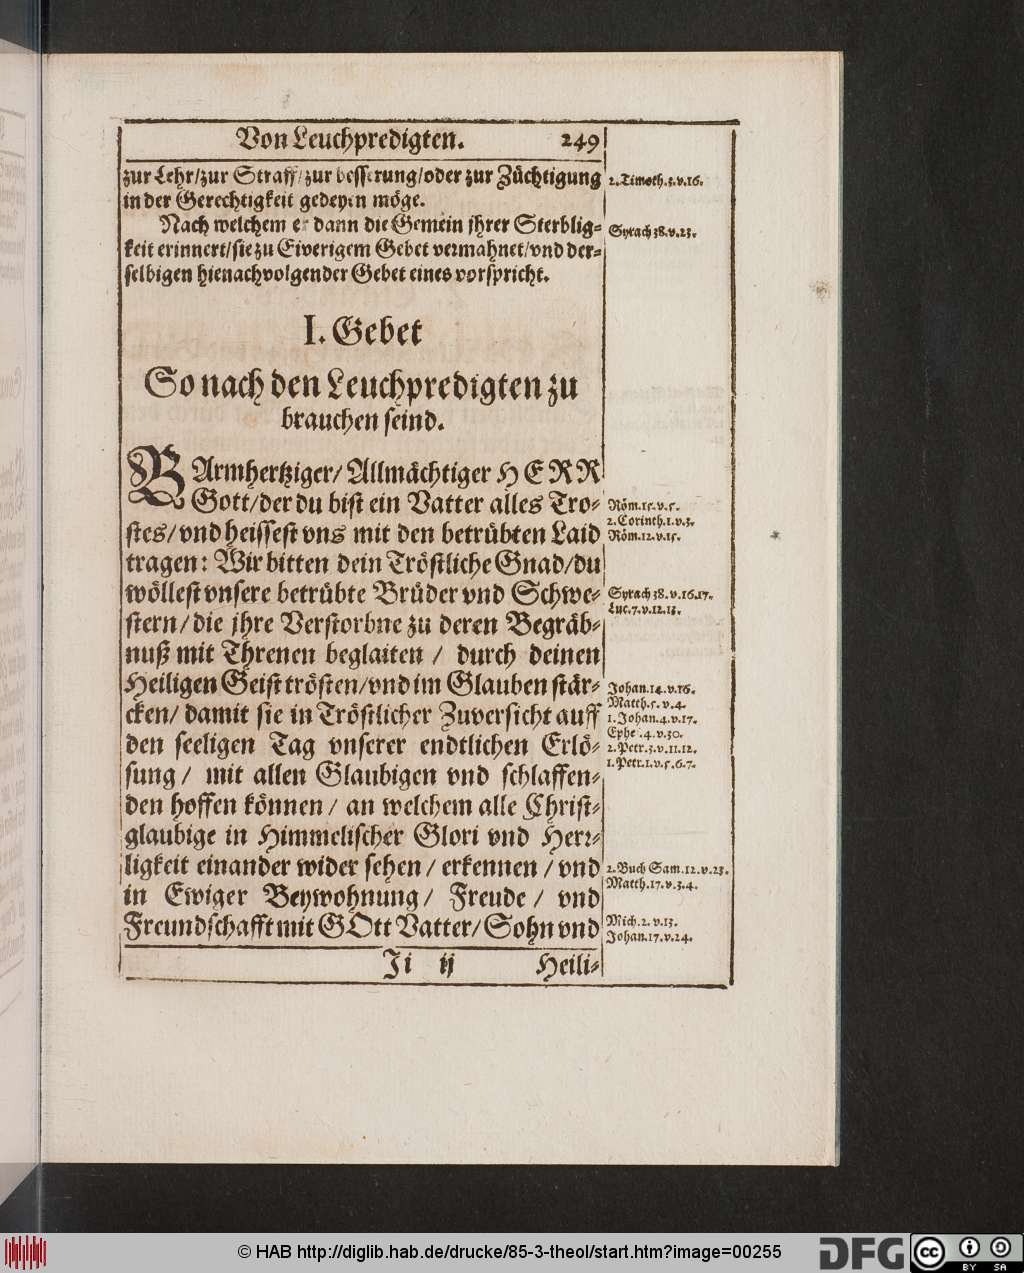 Von Leuchpredigten. 249
zur Lehr/zur Straff/zur besserung/oder zur Züchtigung
in der Gerechtigkeit gedeyen möge.
Nach welchem er dann die Gemein jhrer Sterblig-
keit erinnert/sie zu Eiverigem Gebet vermahnet/vnd der-
selbigen hienachvolgender Gebet eines vorspricht.
I. Gebet
So nach den Leuchpredigten zu
brauchen seind.
BArmhertziger/ Allmächtiger HERR
Gott/der du bist ein Vatter alles Tro-
stes/vnd heissest vns mit den betrübten Laid
tragen: Wir bitten dein Tröstliche Gnad/du
wöllest vnsere betrübte Brüder vnd Schwe-
stern/die jhre Verstorbne zu deren Begräb-
nuß mit Threnen beglaiten / durch deinen
Heiligen Geist trösten/vnd im Glauben stär-
cken/ damit sie in Tröstlicher Zuversicht auff
den seeligen Tag vnserer endtlichen Erlö-
sung / mit allen Glaubigen vnd schlaffen-
den hoffen können / an welchem alle Christ-
glaubige in Himmelischer Glori vnd Herr-
ligkeit einander wider sehen / erkennen / vnd
in Ewiger Beywohnung / Freude / vnd
Freundschafft mit GOtt Vatter/ Sohn vnd
Ji ij Heili-
2. Timoth. 3. v. 16.
Syrach 38. v. 23.
Röm. 15. v. 5.
2. Corinth. 1. v. 3.
Röm. 12. v. 15.
Syrach 38. v. 16. 17.
Luc. 7. v. 12. 13.
Johan. 14. v. 16.
Matth. 5. v. 4.
1. Johan. 4. v. 17.
Ephe. 4. v. 30.
2. Petr. 3. v. 11. 12.
1. Petr. 1. v. 5. 6. 7.
2. Buch Sam. 12. v. 23.
Matth. 17. v. 3. 4.
Mich. 2. v. 13.
Johan. 17. v. 24.
© HAB http://diglib.hab.de/drucke/85-3-theol/start.htm?image=00255
DFG
cc
BY SA